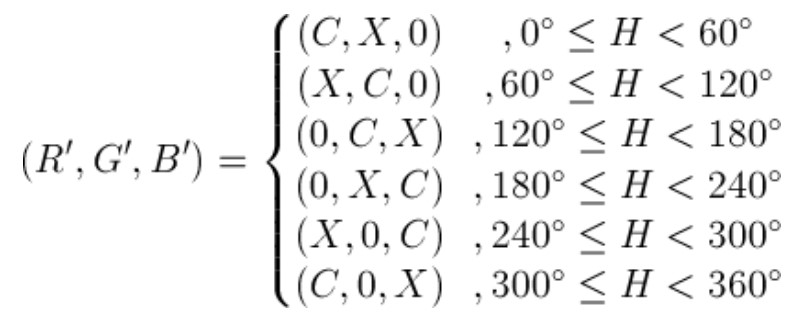 (C, X, 0) , 0° ≤ H < 60°
(X, C, 0) , 60° ≤ H < 120°
(0, C, X) , 120° ≤ H < 180°
(R′, G′, B′) =
(0, X, C) , 180° ≤ H < 240°
(X, 0, C) , 240° ≤ H < 300°
(C, 0, X) , 300° ≤ H < 360°